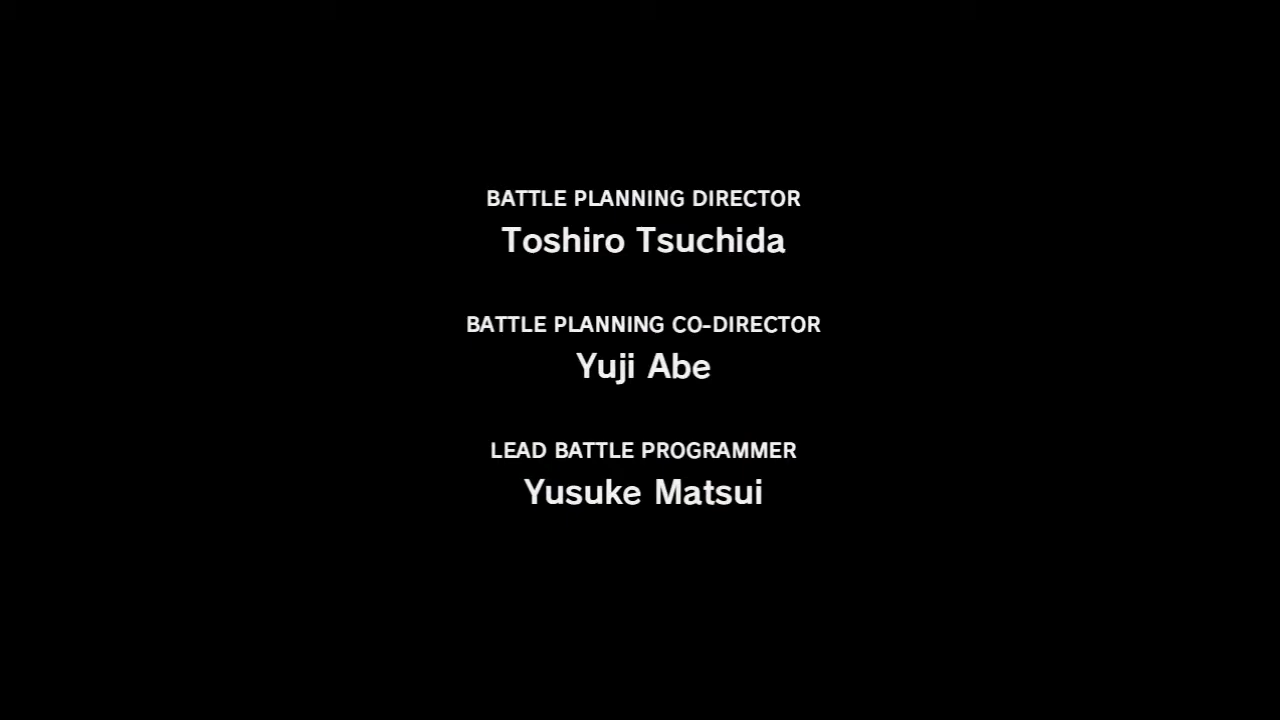 BATTLE PLANNING DIRECTOR
Toshiro Tsuchida
BATTLE PLANNING CO-DIRECTOR
Yuji Abe
LEAD BATTLE PROGRAMMER
Yusuke Matsui